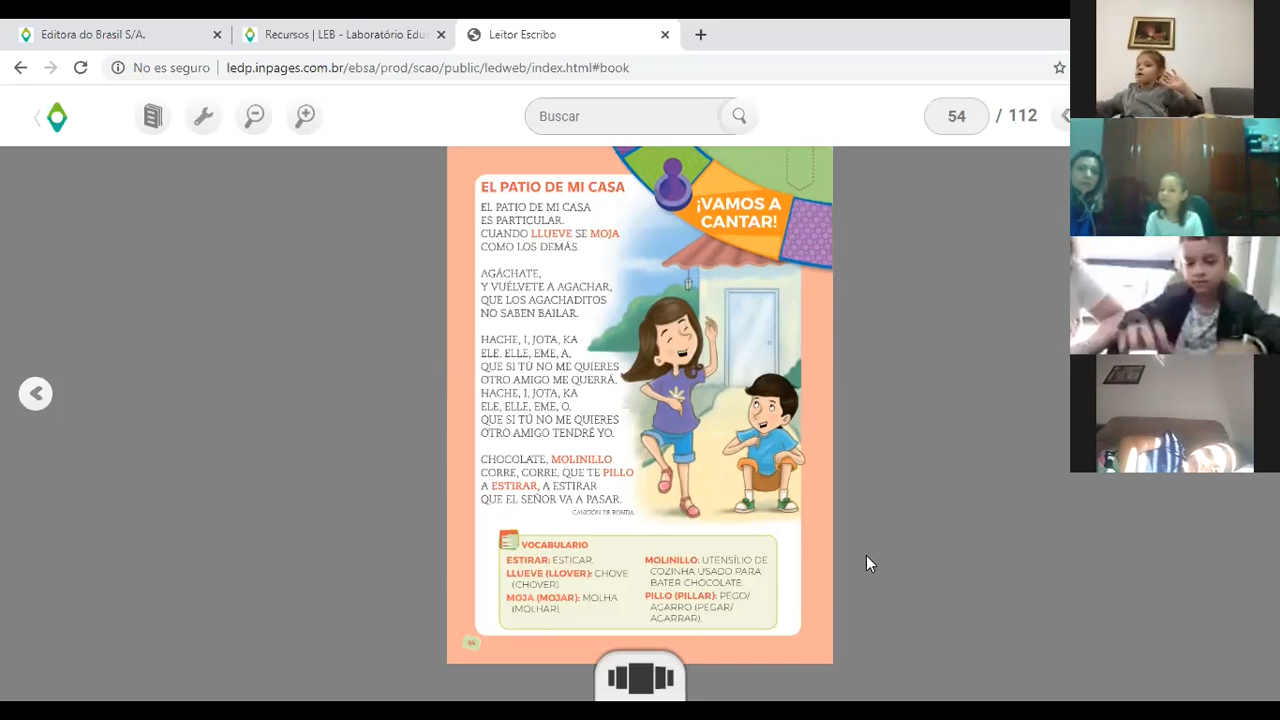 Editora do Brasil S/A.
Recursos | LEB - Laboratório Educ
Leitor Escribo
No es seguro
ledp.inpages.com.br/ebsa/prod/scao/public/ledweb/index.html#book
Buscar
54 / 112
¡VAMOS A
CANTAR!
EL PATIO DE MI CASA
EL PATIO DE MI CASA
ES PARTICULAR.
CUANDO LLUEVE SE MOJA
COMO LOS DEMÁS.
AGÁCHATE,
Y VUÉLVETE A AGACHAR,
QUE LOS AGACHADITOS
NO SABEN BAILAR.
HACHE, I, JOTA, KA
ELE, ELLE, EME, A,
QUE SI TÚ NO ME QUIERES
OTRO AMIGO ME QUERRÁ.
HACHE, I, JOTA, KA
ELE, ELLE, EME, O.
QUE SI TÚ NO ME QUIERES
OTRO AMIGO TENDRÉ YO.
CHOCOLATE, MOLINILLO
CORRE, CORRE, QUE TE PILLO
A ESTIRAR, A ESTIRAR
QUE EL SEÑOR VA A PASAR.
CANCIÓN DE RONDA.
VOCABULARIO
ESTIRAR: ESTICAR.
LLUEVE (LLOVER): CHOVE
(CHOVER).
MOJA (MOJAR): MOLHA
(MOLHAR).
MOLINILLO: UTENSÍLIO DE
COZINHA USADO PARA
BATER CHOCOLATE.
PILLO (PILLAR): PEGO/
AGARRO (PEGAR/
AGARRAR).
54